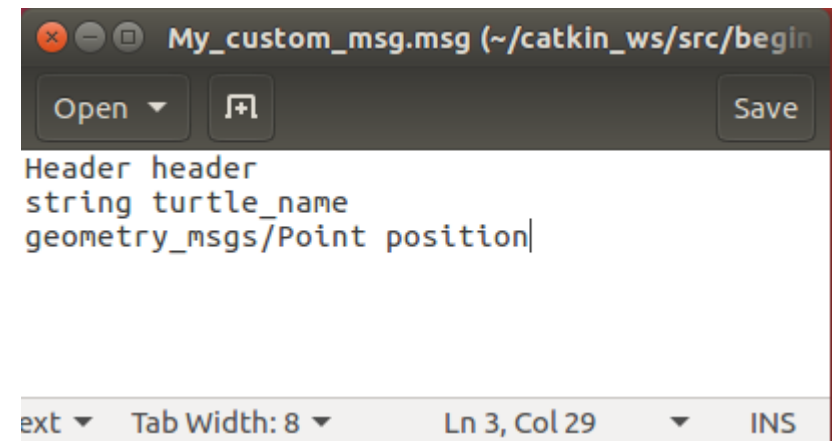 My_custom_msg.msg (~/catkin_ws/src/begin
Open Save
Header header
string turtle_name
geometry_msgs/Point position
ext Tab Width: 8 Ln 3, Col 29 INS